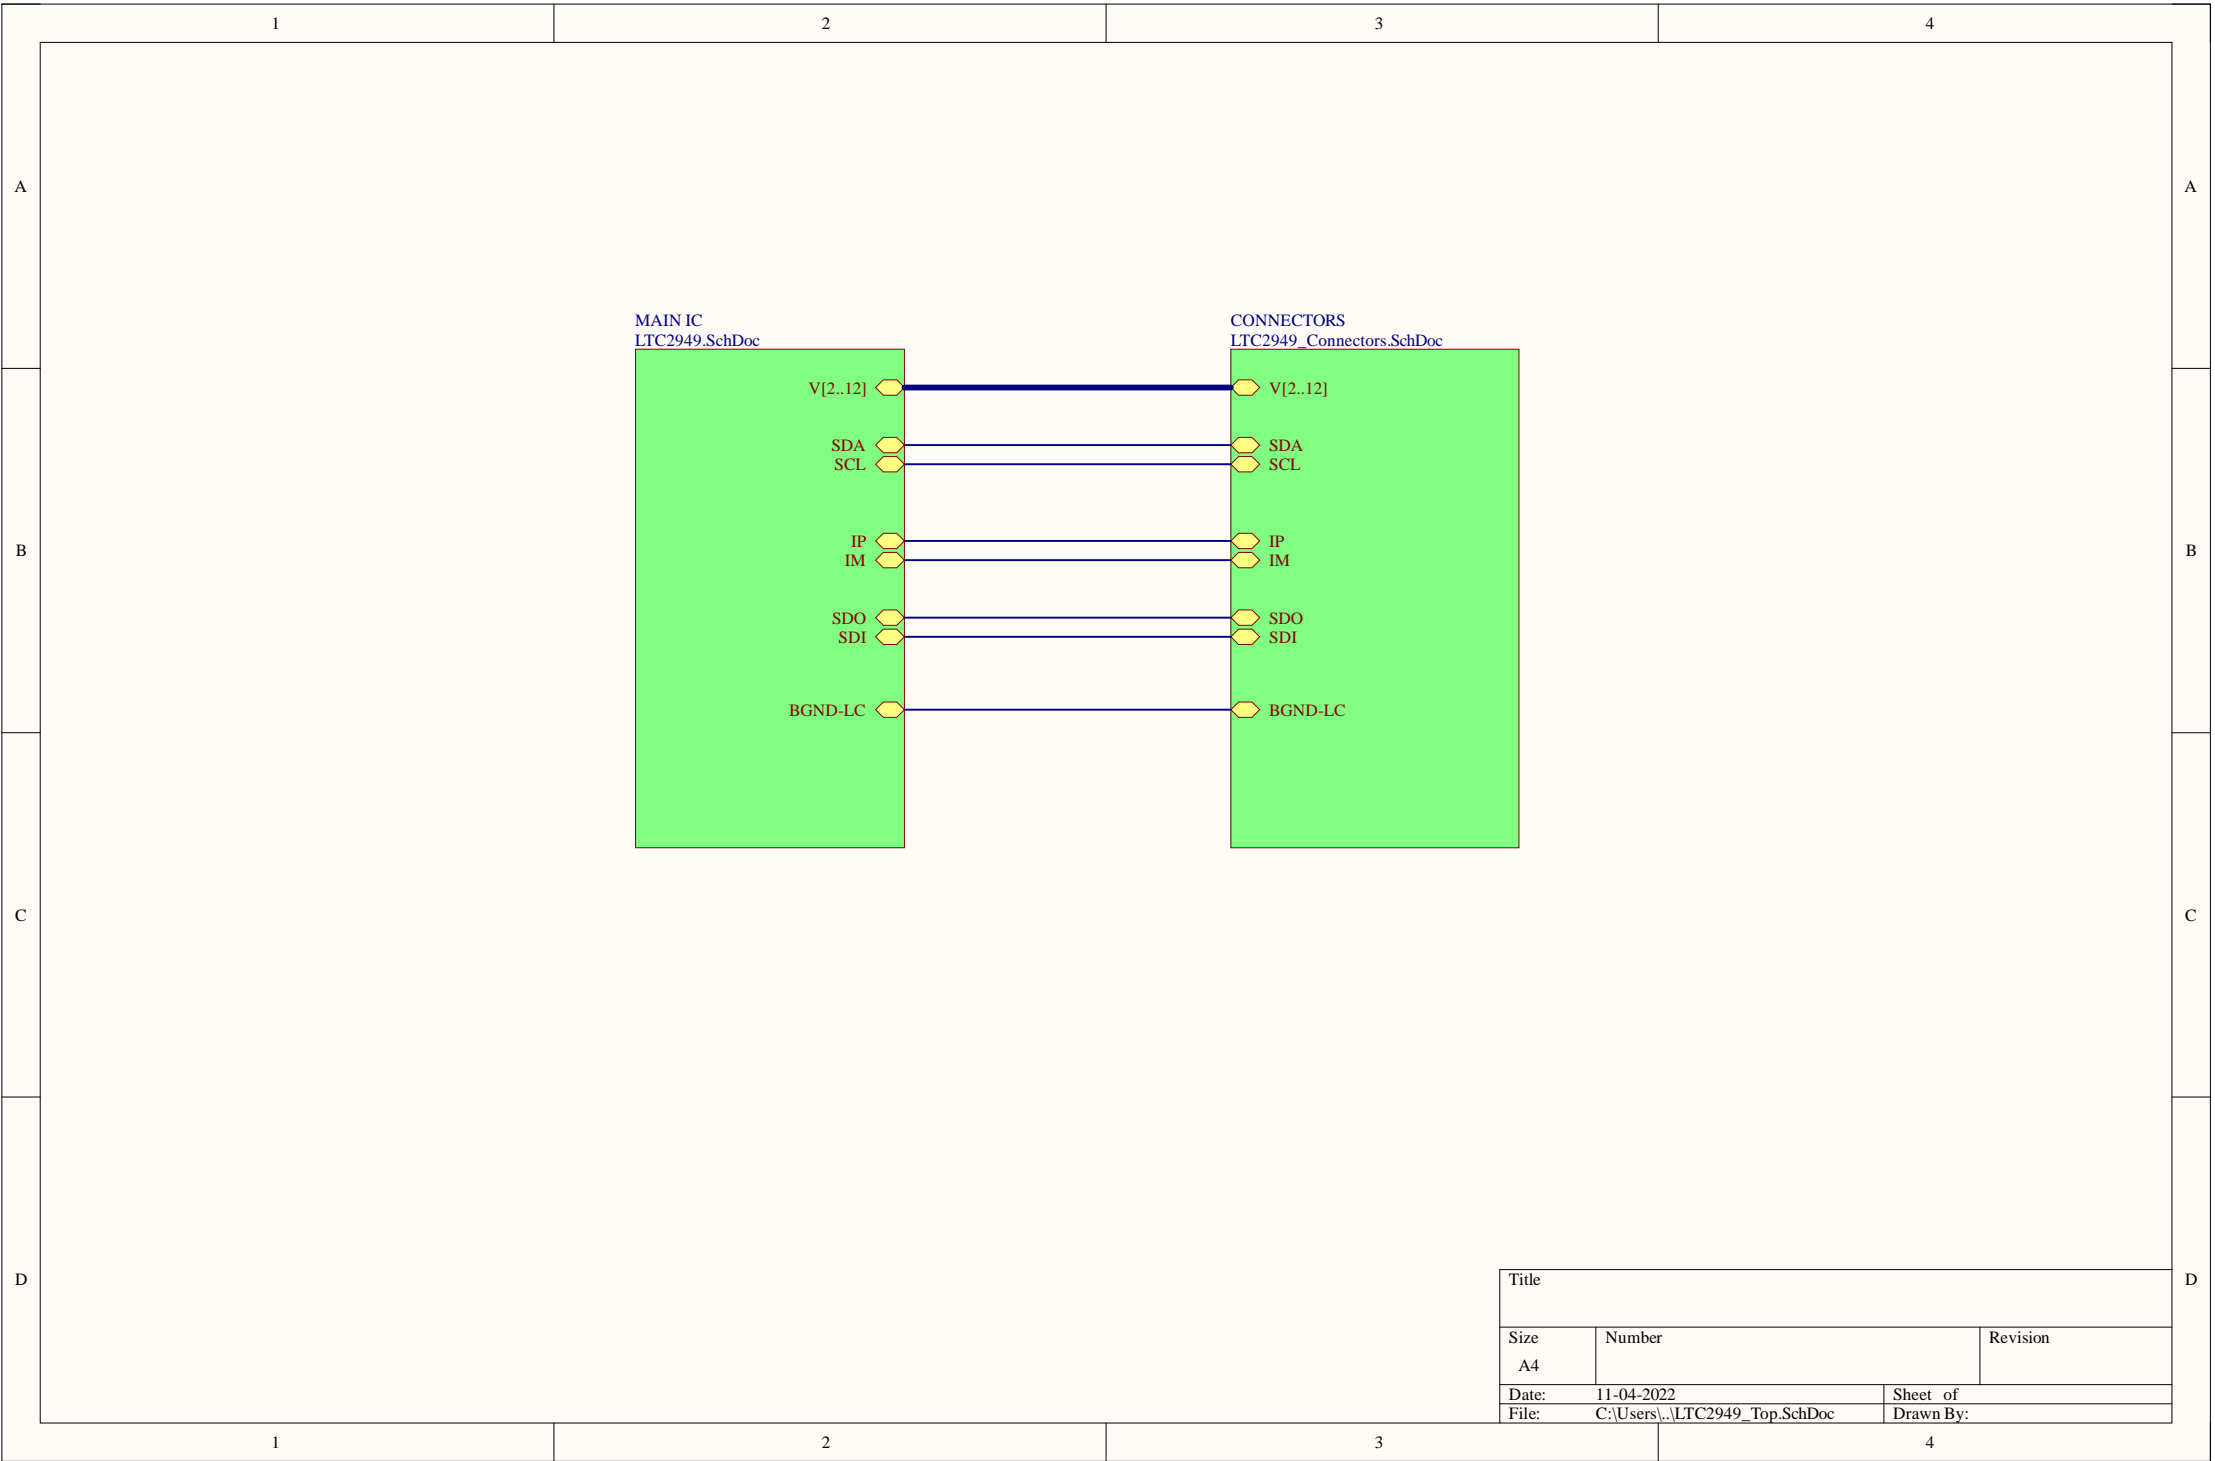 1 2 3 4
A A
MAIN IC
LTC2949.SchDoc
CONNECTORS
LTC2949_Connectors.SchDoc
V[2..12] V[2..12]
SDA SDA
SCL SCL
B B
IP IP
IM IM
SDO SDO
SDI SDI
BGND-LC BGND-LC
C C
D D
Title
Size Number Revision
A4
Date: 11-04-2022 Sheet of
File: C:\Users\..\LTC2949_Top.SchDoc Drawn By:
1 2 3 4